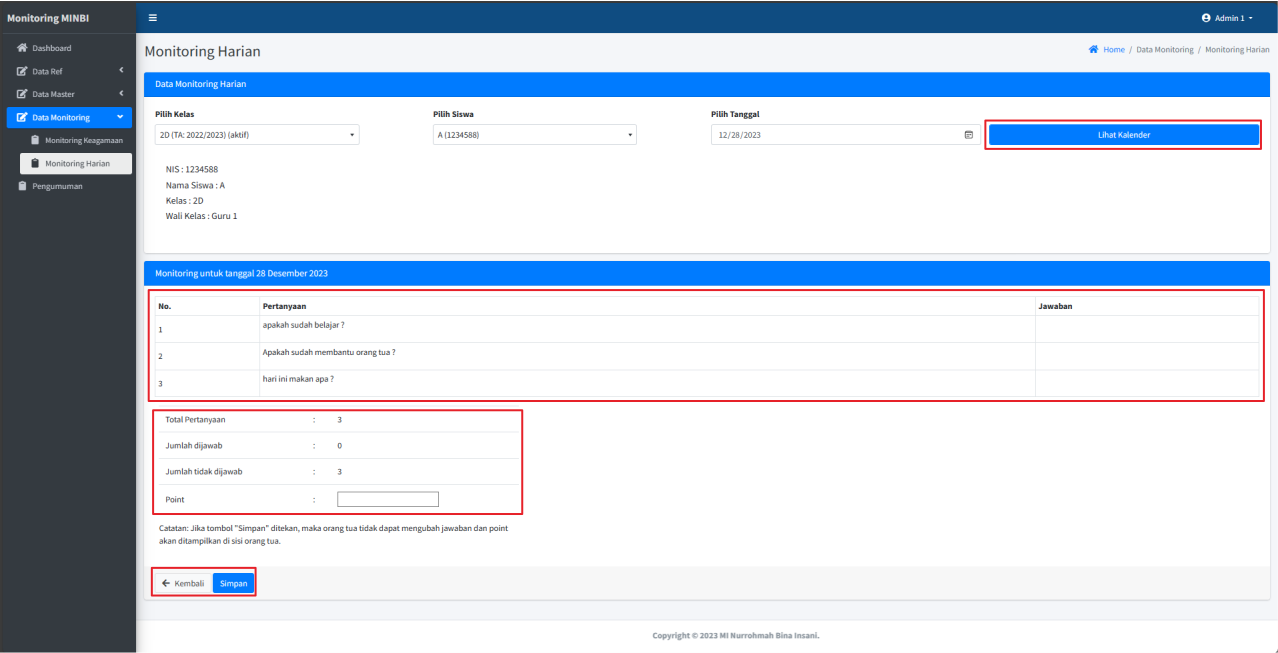 Monitoring MINBI
Admin 1
Dashboard
Data Ref
Data Master
Data Monitoring
Monitoring Keagamaan
Monitoring Harian
Pengumuman
Monitoring Harian
Home / Data Monitoring / Monitoring Harian
Data Monitoring Harian
Pilih Kelas Pilih Siswa Pilih Tanggal
2D (TA: 2022/2023) (aktif) A (1234588) 12/28/2023 Lihat Kalender
NIS : 1234588
Nama Siswa : A
Kelas : 2D
Wali Kelas : Guru 1
Monitoring untuk tanggal 28 Desember 2023
No. Pertanyaan Jawaban
1 apakah sudah belajar ?
2 Apakah sudah membantu orang tua ?
3 hari ini makan apa ?
Total Pertanyaan : 3
Jumlah dijawab : 0
Jumlah tidak dijawab : 3
Point :
Catatan: Jika tombol "Simpan" ditekan, maka orang tua tidak dapat mengubah jawaban dan point
akan ditampilkan di sisi orang tua.
Kembali Simpan
Copyright © 2023 MI Nurrohmah Bina Insani.